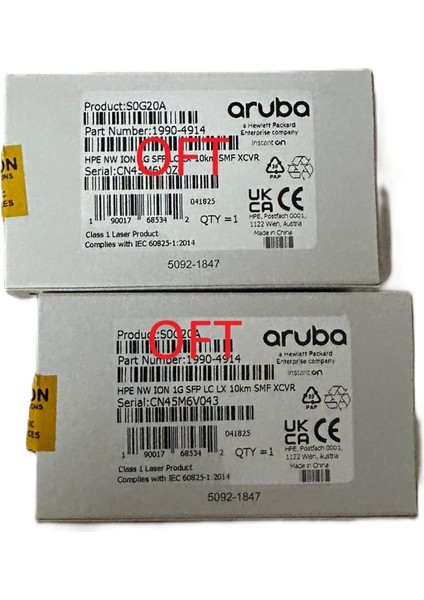 Product:S0G20A
Part Number:1990-4914
OFT
HPE NW ION 1G SFP LC LX 10km SMF XCVR
aruba
a Hewlett Packard
Enterprise company
instant on
1 90017 68534 2
041825
QTY =1
Class 1 Laser Product
Complies with IEC 60825-1:2014
UK
CA CE
PAP
HPE, Postfach 0001,
1122 Wien, Austria
Made in China
5092-1847
Product:S0G20A
OFT
Part Number:1990-4914
HPE NW ION 1G SFP LC LX 10km SMF XCVR
Serial:CN45M6V043
aruba
a Hewlett Packard
Enterprise company
instant on
1 90017 68534 2
041825
QTY =1
Class 1 Laser Product
Complies with IEC 60825-1:2014
UK
CA CE
PAP
HPE, Postfach 0001,
1122 Wien, Austria
Made in China
5092-1847